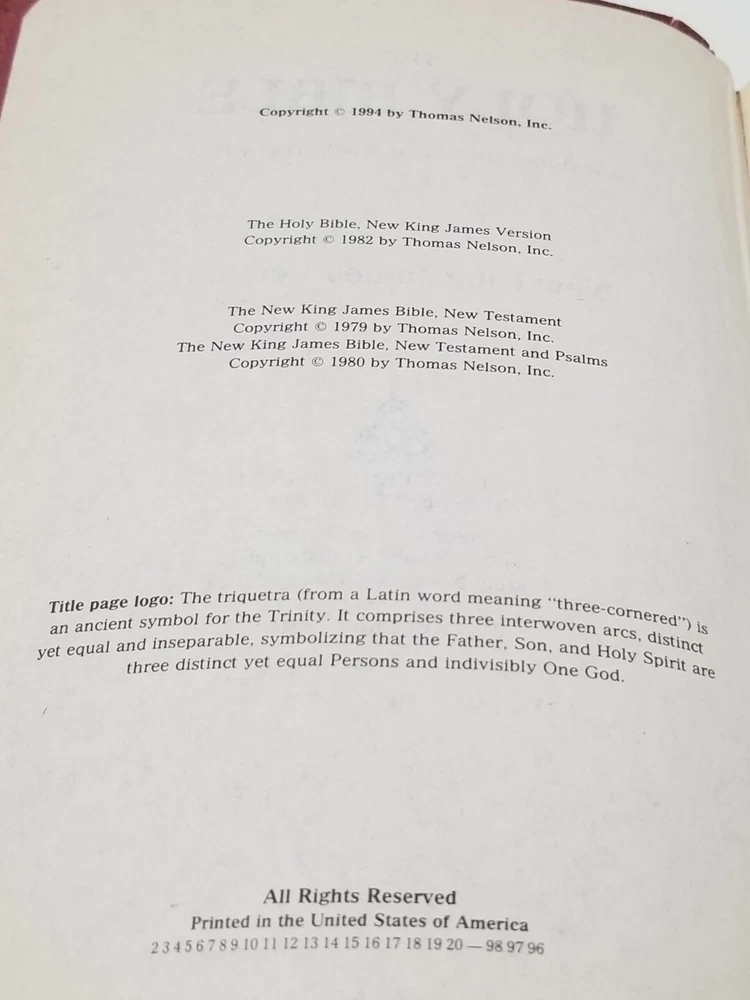 Copyright © 1994 by Thomas Nelson, Inc.
The Holy Bible, New King James Version
Copyright © 1982 by Thomas Nelson, Inc.
The New King James Bible, New Testament
Copyright © 1979 by Thomas Nelson, Inc.
The New King James Bible, New Testament and Psalms
Copyright © 1980 by Thomas Nelson, Inc.
Title page logo: The triquetra (from a Latin word meaning "three-cornered") is
an ancient symbol for the Trinity. It comprises three interwoven arcs, distinct
yet equal and inseparable, symbolizing that the Father, Son, and Holy Spirit are
three distinct yet equal Persons and indivisibly One God.
All Rights Reserved
Printed in the United States of America
2 3 4 5 6 7 8 9 10 11 12 13 14 15 16 17 18 19 20 — 98 97 96